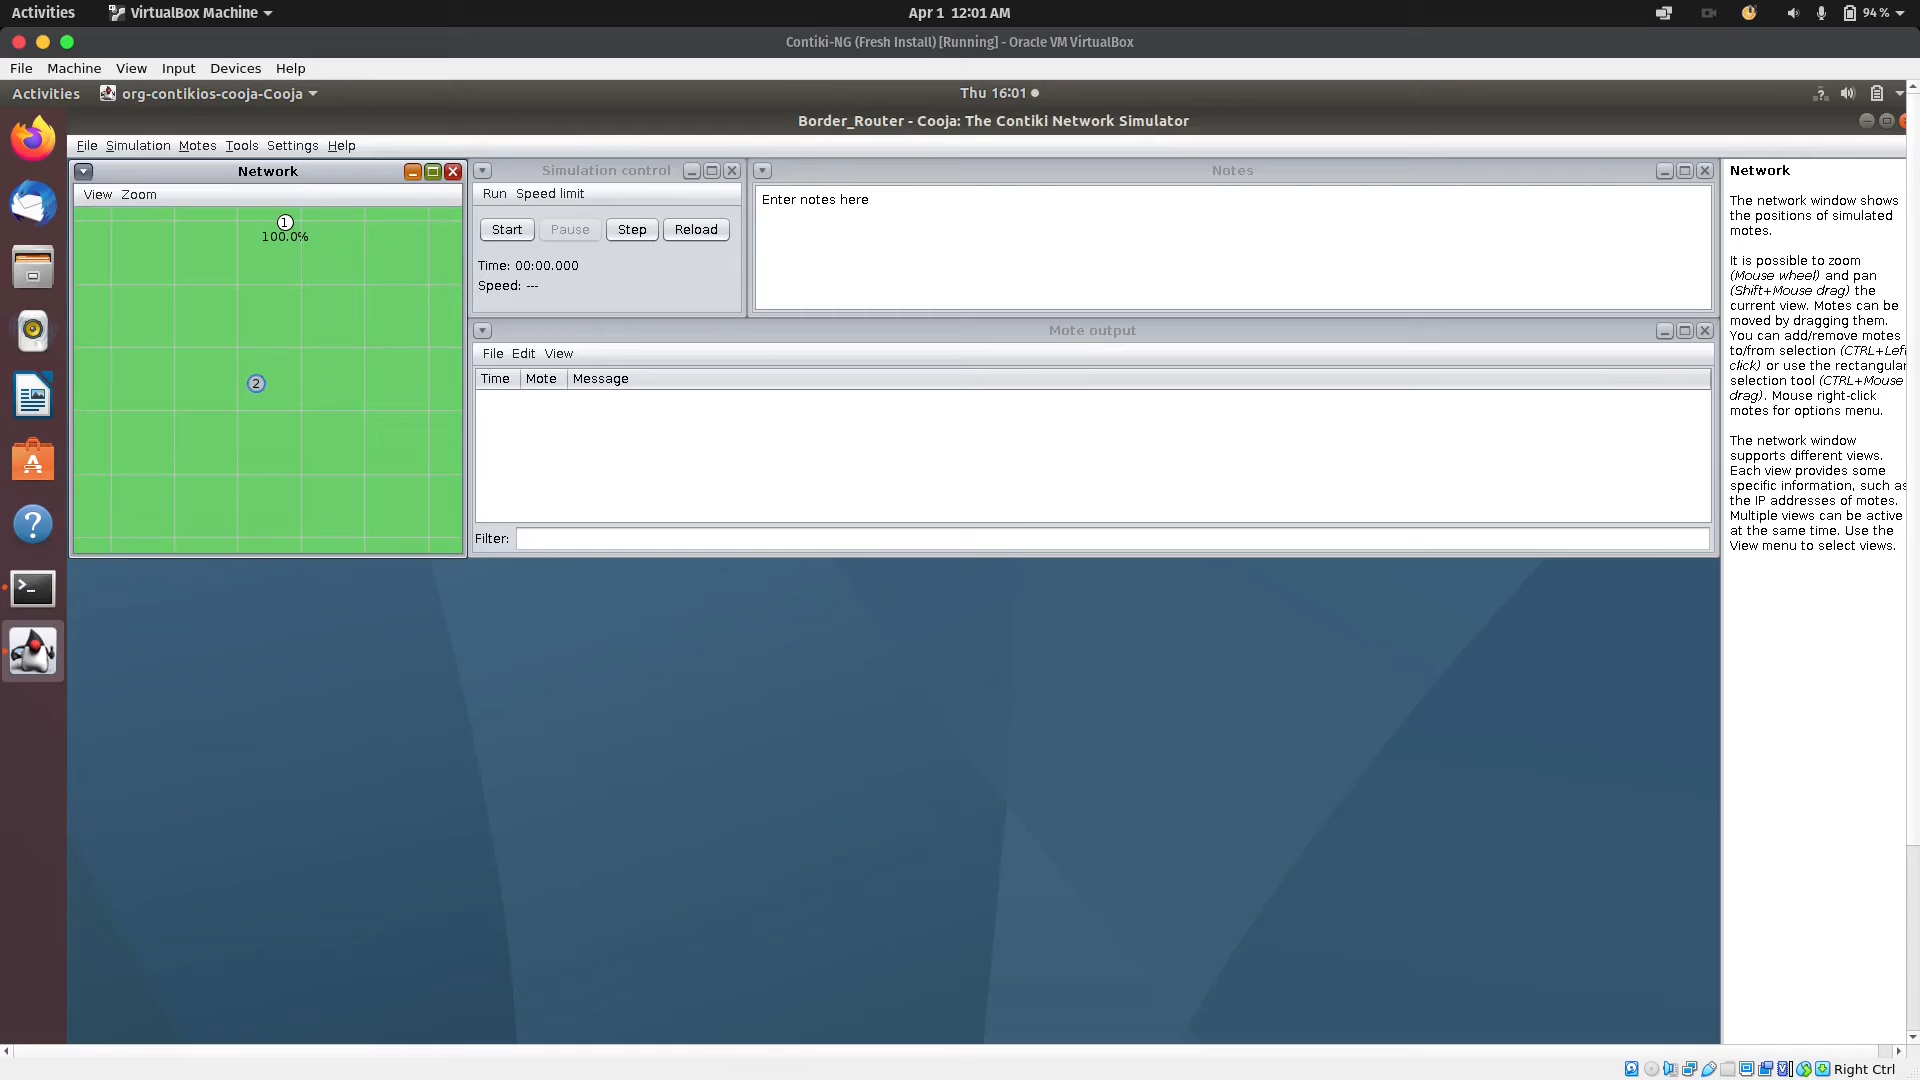 Activities VirtualBox Machine Apr 1 12:01 AM 94 %
Contiki-NG (Fresh Install) [Running] - Oracle VM VirtualBox
File Machine View Input Devices Help
Activities org-contikios-cooja-Cooja Thu 16:01
Border_Router - Cooja: The Contiki Network Simulator
File Simulation Motes Tools Settings Help
Network
View Zoom
1
100.0%
2
Simulation control
Run Speed limit
Start Pause Step Reload
Time: 00:00.000
Speed: ---
Notes
Enter notes here
Mote output
File Edit View
Time Mote Message
Filter:
Network
The network window shows
the positions of simulated
motes.
It is possible to zoom
(Mouse wheel) and pan
(Shift+Mouse drag) the
current view. Motes can be
moved by dragging them.
You can add/remove motes
to/from selection (CTRL+Left
click) or use the rectangular
selection tool (CTRL+Mouse
drag). Mouse right-click
motes for options menu.
The network window
supports different views.
Each view provides some
specific information, such as
the IP addresses of motes.
Multiple views can be active
at the same time. Use the
View menu to select views.
Right Ctrl